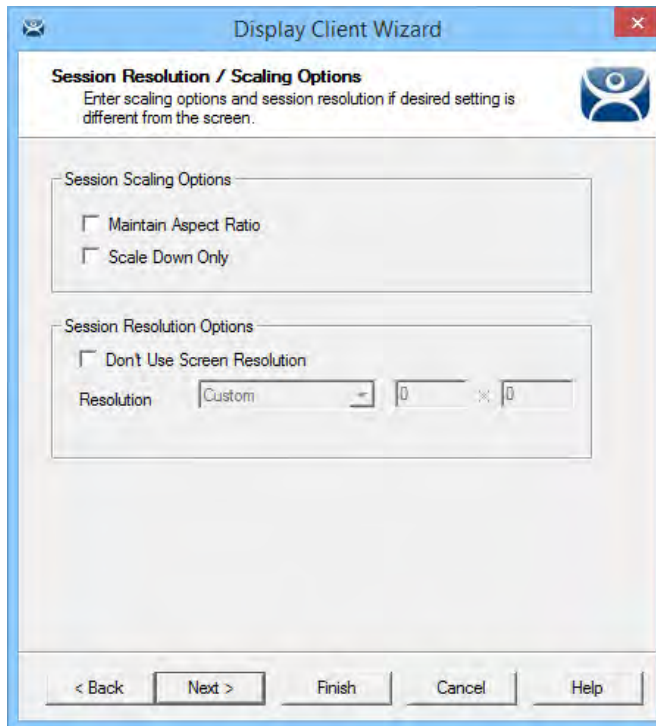 Display Client Wizard
Session Resolution / Scaling Options
Enter scaling options and session resolution if desired setting is
different from the screen.
Session Scaling Options
Maintain Aspect Ratio
Scale Down Only
Session Resolution Options
Don't Use Screen Resolution
Resolution Custom 0 x 0
< Back Next > Finish Cancel Help